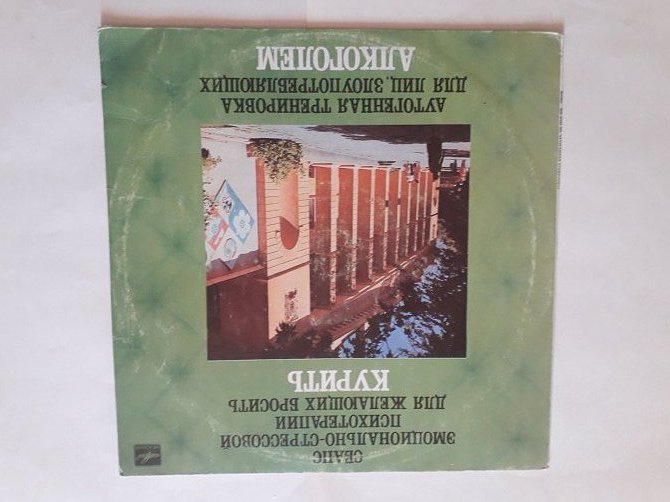 СЕАНС
ЭМОЦИОНАЛЬНО-СТРЕССОВОЙ
ПСИХОТЕРАПИИ
ДЛЯ ЖЕЛАЮЩИХ БРОСИТЬ
КУРИТЬ
АУТОГЕННАЯ ТРЕНИРОВКА
ДЛЯ ЛИЦ, ЗЛОУПОТРЕБЛЯЮЩИХ
АЛКОГОЛЕМ